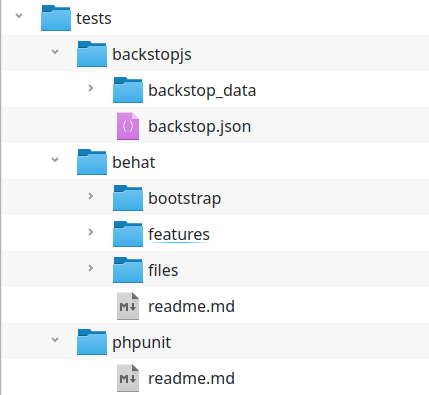 tests
backstopjs
backstop_data
backstop.json
behat
bootstrap
features
files
readme.md
phpunit
readme.md